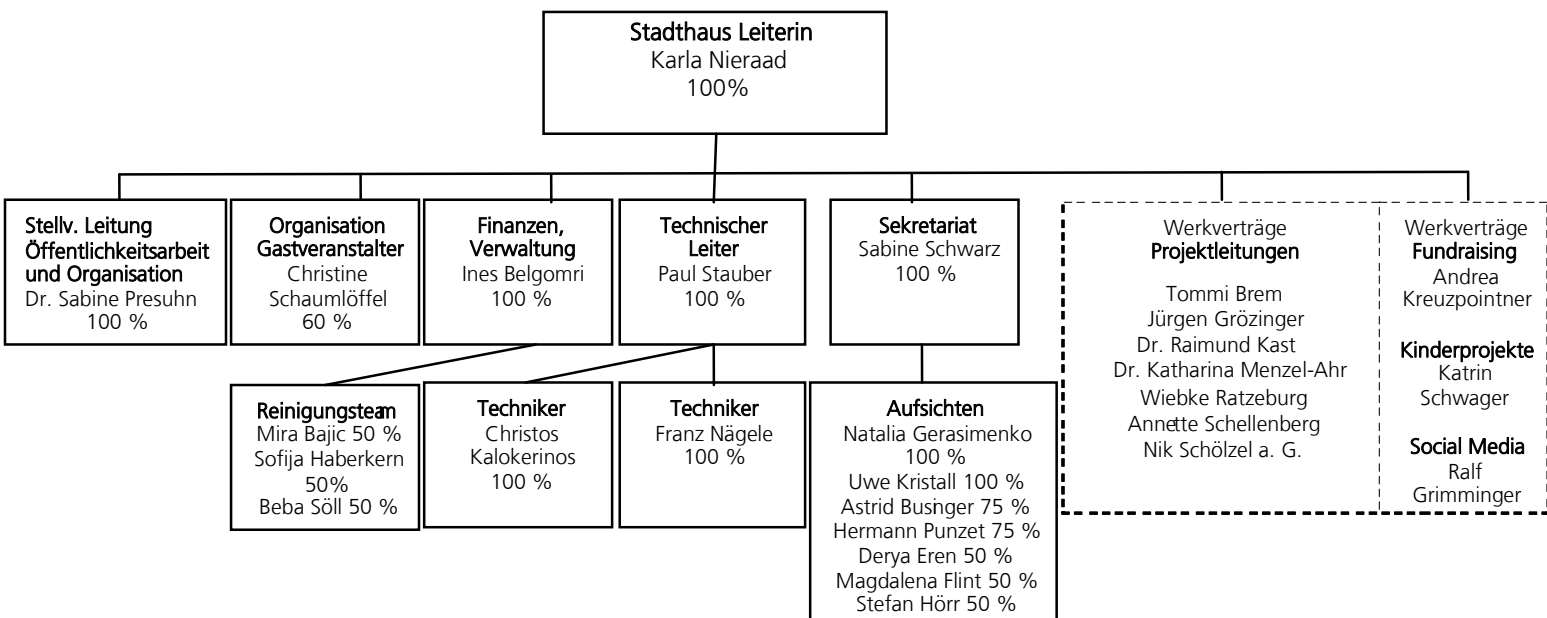 Stadthaus Leiterin
Karla Nieraad
100%
Stellv. Leitung
Öffentlichkeitsarbeit
und Organisation
Dr. Sabine Presuhn
100 %
Organisation
Gastveranstalter
Christine
Schaumlöffel
60 %
Finanzen,
Verwaltung
Ines Belgomri
100 %
Technischer
Leiter
Paul Stauber
100 %
Sekretariat
Sabine Schwarz
100 %
Werkverträge
Projektleitungen
Tommi Brem
Jürgen Grözinger
Dr. Raimund Kast
Dr. Katharina Menzel-Ahr
Wiebke Ratzeburg
Annette Schellenberg
Nik Schölzel a. G.
Werkverträge
Fundraising
Andrea
Kreuzpointner
Kinderprojekte
Katrin
Schwager
Social Media
Ralf
Grimminger
Reinigungsteam
Mira Bajic 50 %
Sofija Haberkern
50%
Beba Söll 50 %
Techniker
Christos
Kalokerinos
100 %
Techniker
Franz Nägele
100 %
Aufsichten
Natalia Gerasimenko
100 %
Uwe Kristall 100 %
Astrid Businger 75 %
Hermann Punzet 75 %
Derya Eren 50 %
Magdalena Flint 50 %
Stefan Hörr 50 %